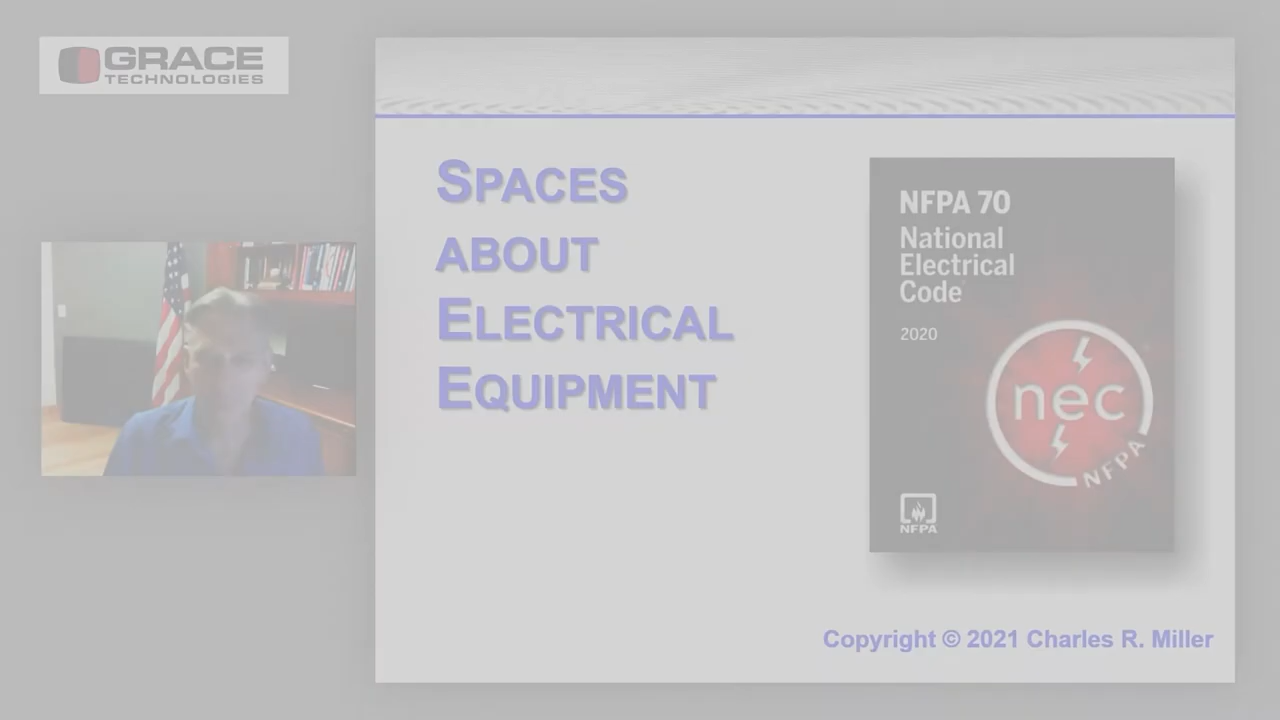 GRACE
TECHNOLOGIES
SPACES
ABOUT
ELECTRICAL
EQUIPMENT
NFPA 70
National
Electrical
Code
2020
nec
NFPA
NFPA
Copyright © 2021 Charles R. Miller